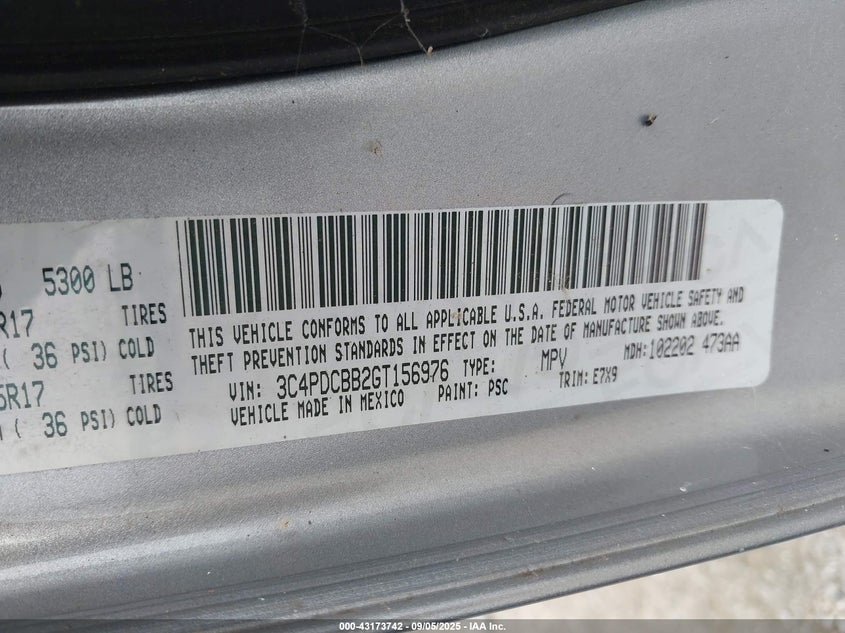 5300 LB
R17 TIRES
( 36 PSI) COLD
5R17 TIRES
( 36 PSI) COLD
THIS VEHICLE CONFORMS TO ALL APPLICABLE U.S.A. FEDERAL MOTOR VEHICLE SAFETY AND
THEFT PREVENTION STANDARDS IN EFFECT ON THE DATE OF MANUFACTURE SHOWN ABOVE.
VIN: 3C4PDCBB2GT156976 TYPE: MPV MDH:102202 473AA
VEHICLE MADE IN MEXICO PAINT: PSC TRIM: E7X9
000-43173742 - 09/05/2025 - IAA Inc.